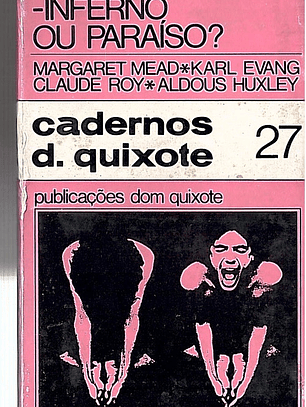 -INFERNO
OU PARAÍSO?
MARGARET MEAD*KARL EVANG
CLAUDE ROY*ALDOUS HUXLEY
cadernos
d. quixote 27
publicações dom quixote